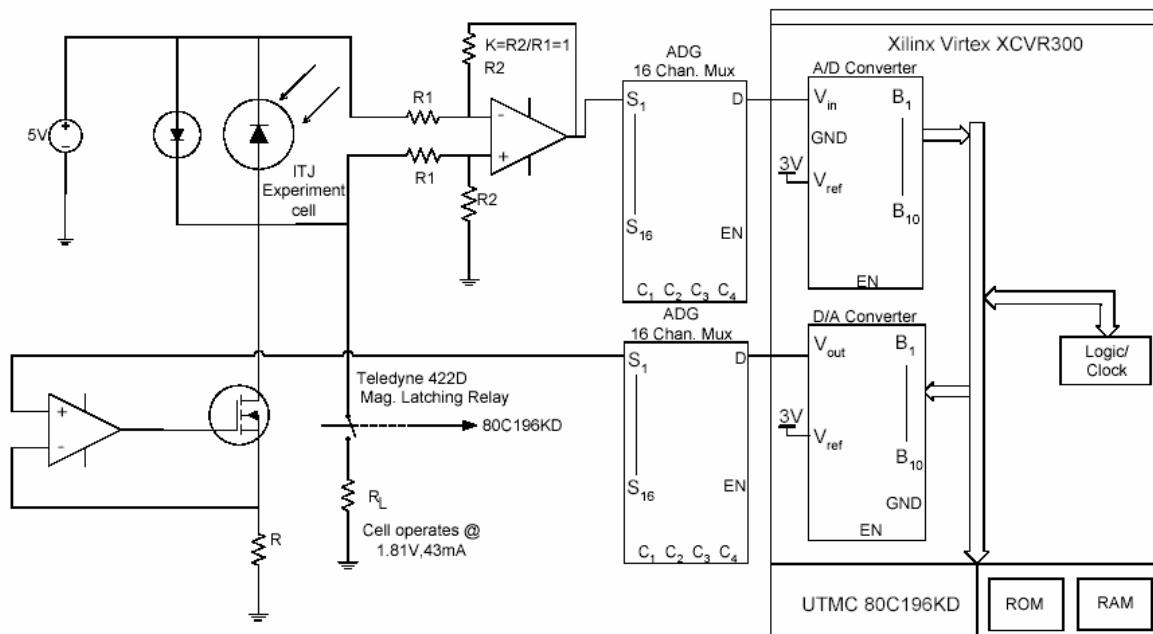 K=R2/R1=1
R2
R1
-
+
R1
R2
5V
+
-
ITJ
Experiment
cell
ADG
16 Chan. Mux
S1
D
S16
EN
C1 C2 C3 C4
Xilinx Virtex XCVR300
A/D Converter
Vin
B1
GND
3V
Vref
B10
EN
ADG
16 Chan. Mux
S1
D
S16
EN
C1 C2 C3 C4
D/A Converter
Vout
B1
3V
Vref
B10
GND
EN
Logic/
Clock
Teledyne 422D
Mag. Latching Relay
80C196KD
+
-
R
RL
Cell operates @
1.81V,43mA
UTMC 80C196KD
ROM
RAM